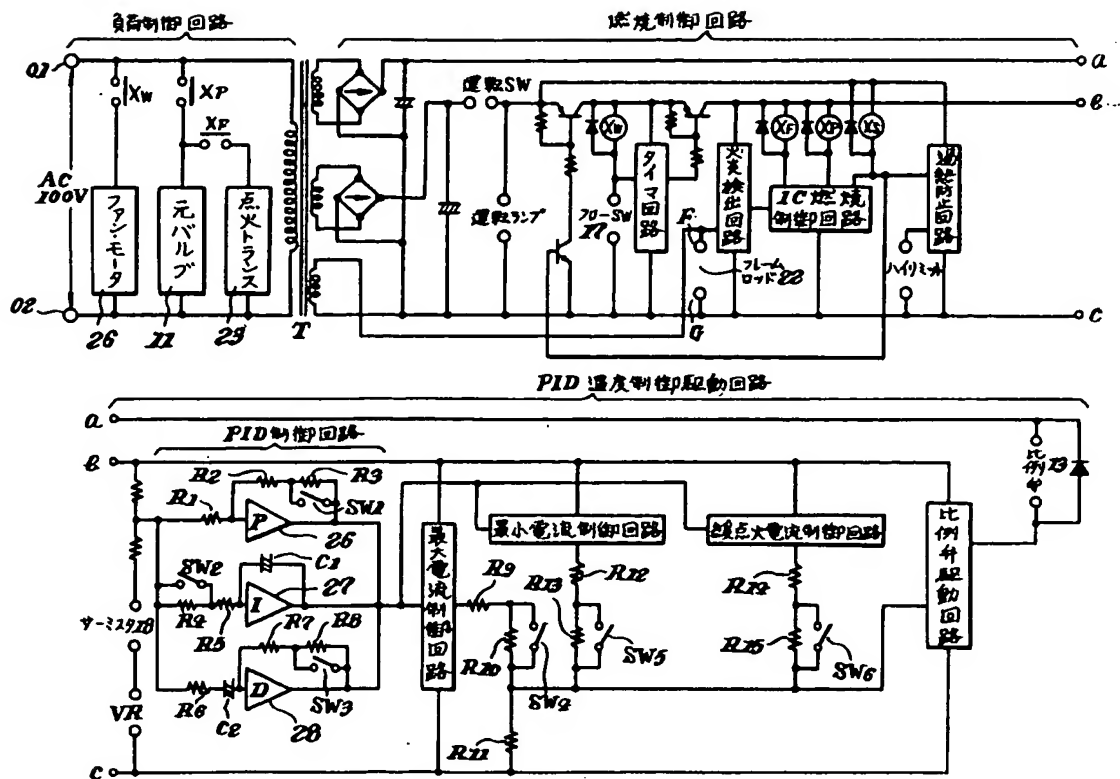 負荷制御回路
燃焼制御回路
01
a
XW
XP
運転SW
b
XF
XW
XF
XP
XS
AC
100V
ファン・モータ
元バルブ
点火トランス
運転ランプ
フローSW
17
タイマ回路
火炎検出回路
IC燃焼
制御回路
過熱防止回路
F
フレーム
ロッド22
ハイリミット
02
26
11
25
T
G
c
PID 温度制御駆動回路
a
PID制御回路
b
R2
R3
比例弁
13
R1
P
SW1
26
最小電流制御回路
緩点火電流制御回路
比例弁駆動回路
C1
SW2
27
最大電流制御回路
R9
R12
R14
サーミスタ18
R4
R5
I
R7
R8
R13
R10
SW5
R15
SW6
D
SW3
SW4
VR
R6
C2
28
R11
c